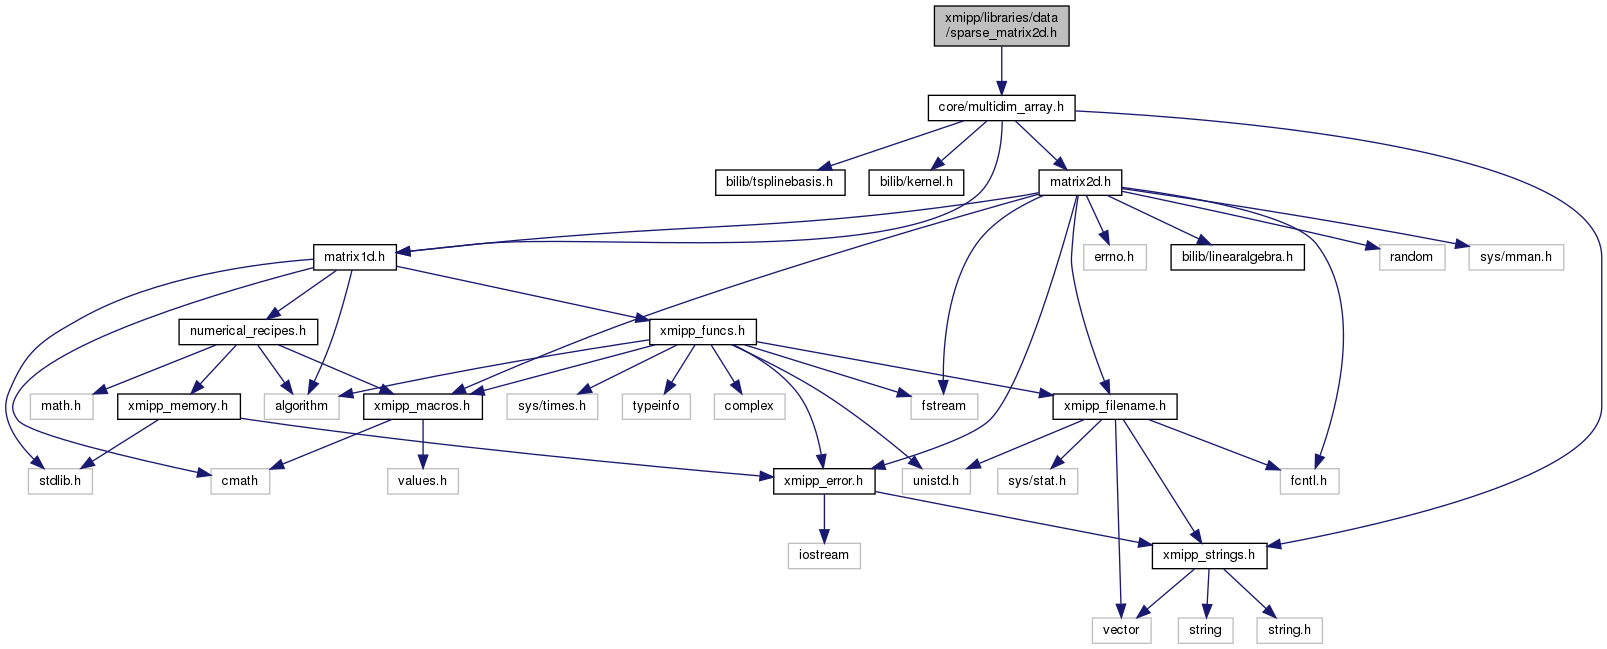 xmipp/libraries/data
/sparse_matrix2d.h
core/multidim_array.h
bilib/tsplinebasis.h
bilib/kernel.h
matrix2d.h
matrix1d.h
errno.h
bilib/linearalgebra.h
random
sys/mman.h
numerical_recipes.h
xmipp_funcs.h
math.h
xmipp_memory.h
algorithm
xmipp_macros.h
sys/times.h
typeinfo
complex
fstream
xmipp_filename.h
stdlib.h
cmath
values.h
xmipp_error.h
unistd.h
sys/stat.h
fcntl.h
iostream
xmipp_strings.h
vector
string
string.h